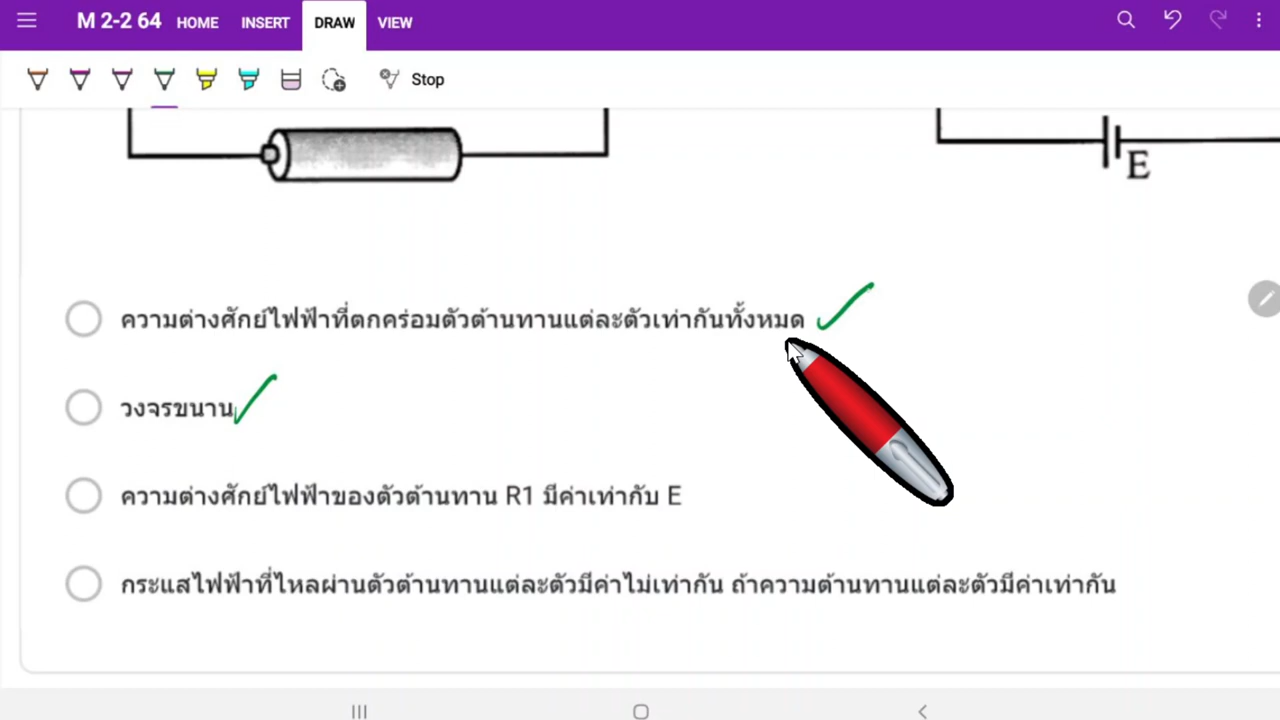 M 2-2 64 HOME INSERT DRAW VIEW
Stop
E
ความต่างศักย์ไฟฟ้าที่ตกคร่อมตัวต้านทานแต่ละตัวเท่ากันทั้งหมด
วงจรขนาน
ความต่างศักย์ไฟฟ้าของตัวต้านทาน R1 มีค่าเท่ากับ E
กระแสไฟฟ้าที่ไหลผ่านตัวต้านทานแต่ละตัวมีค่าไม่เท่ากัน ถ้าความต้านทานแต่ละตัวมีค่าเท่ากัน